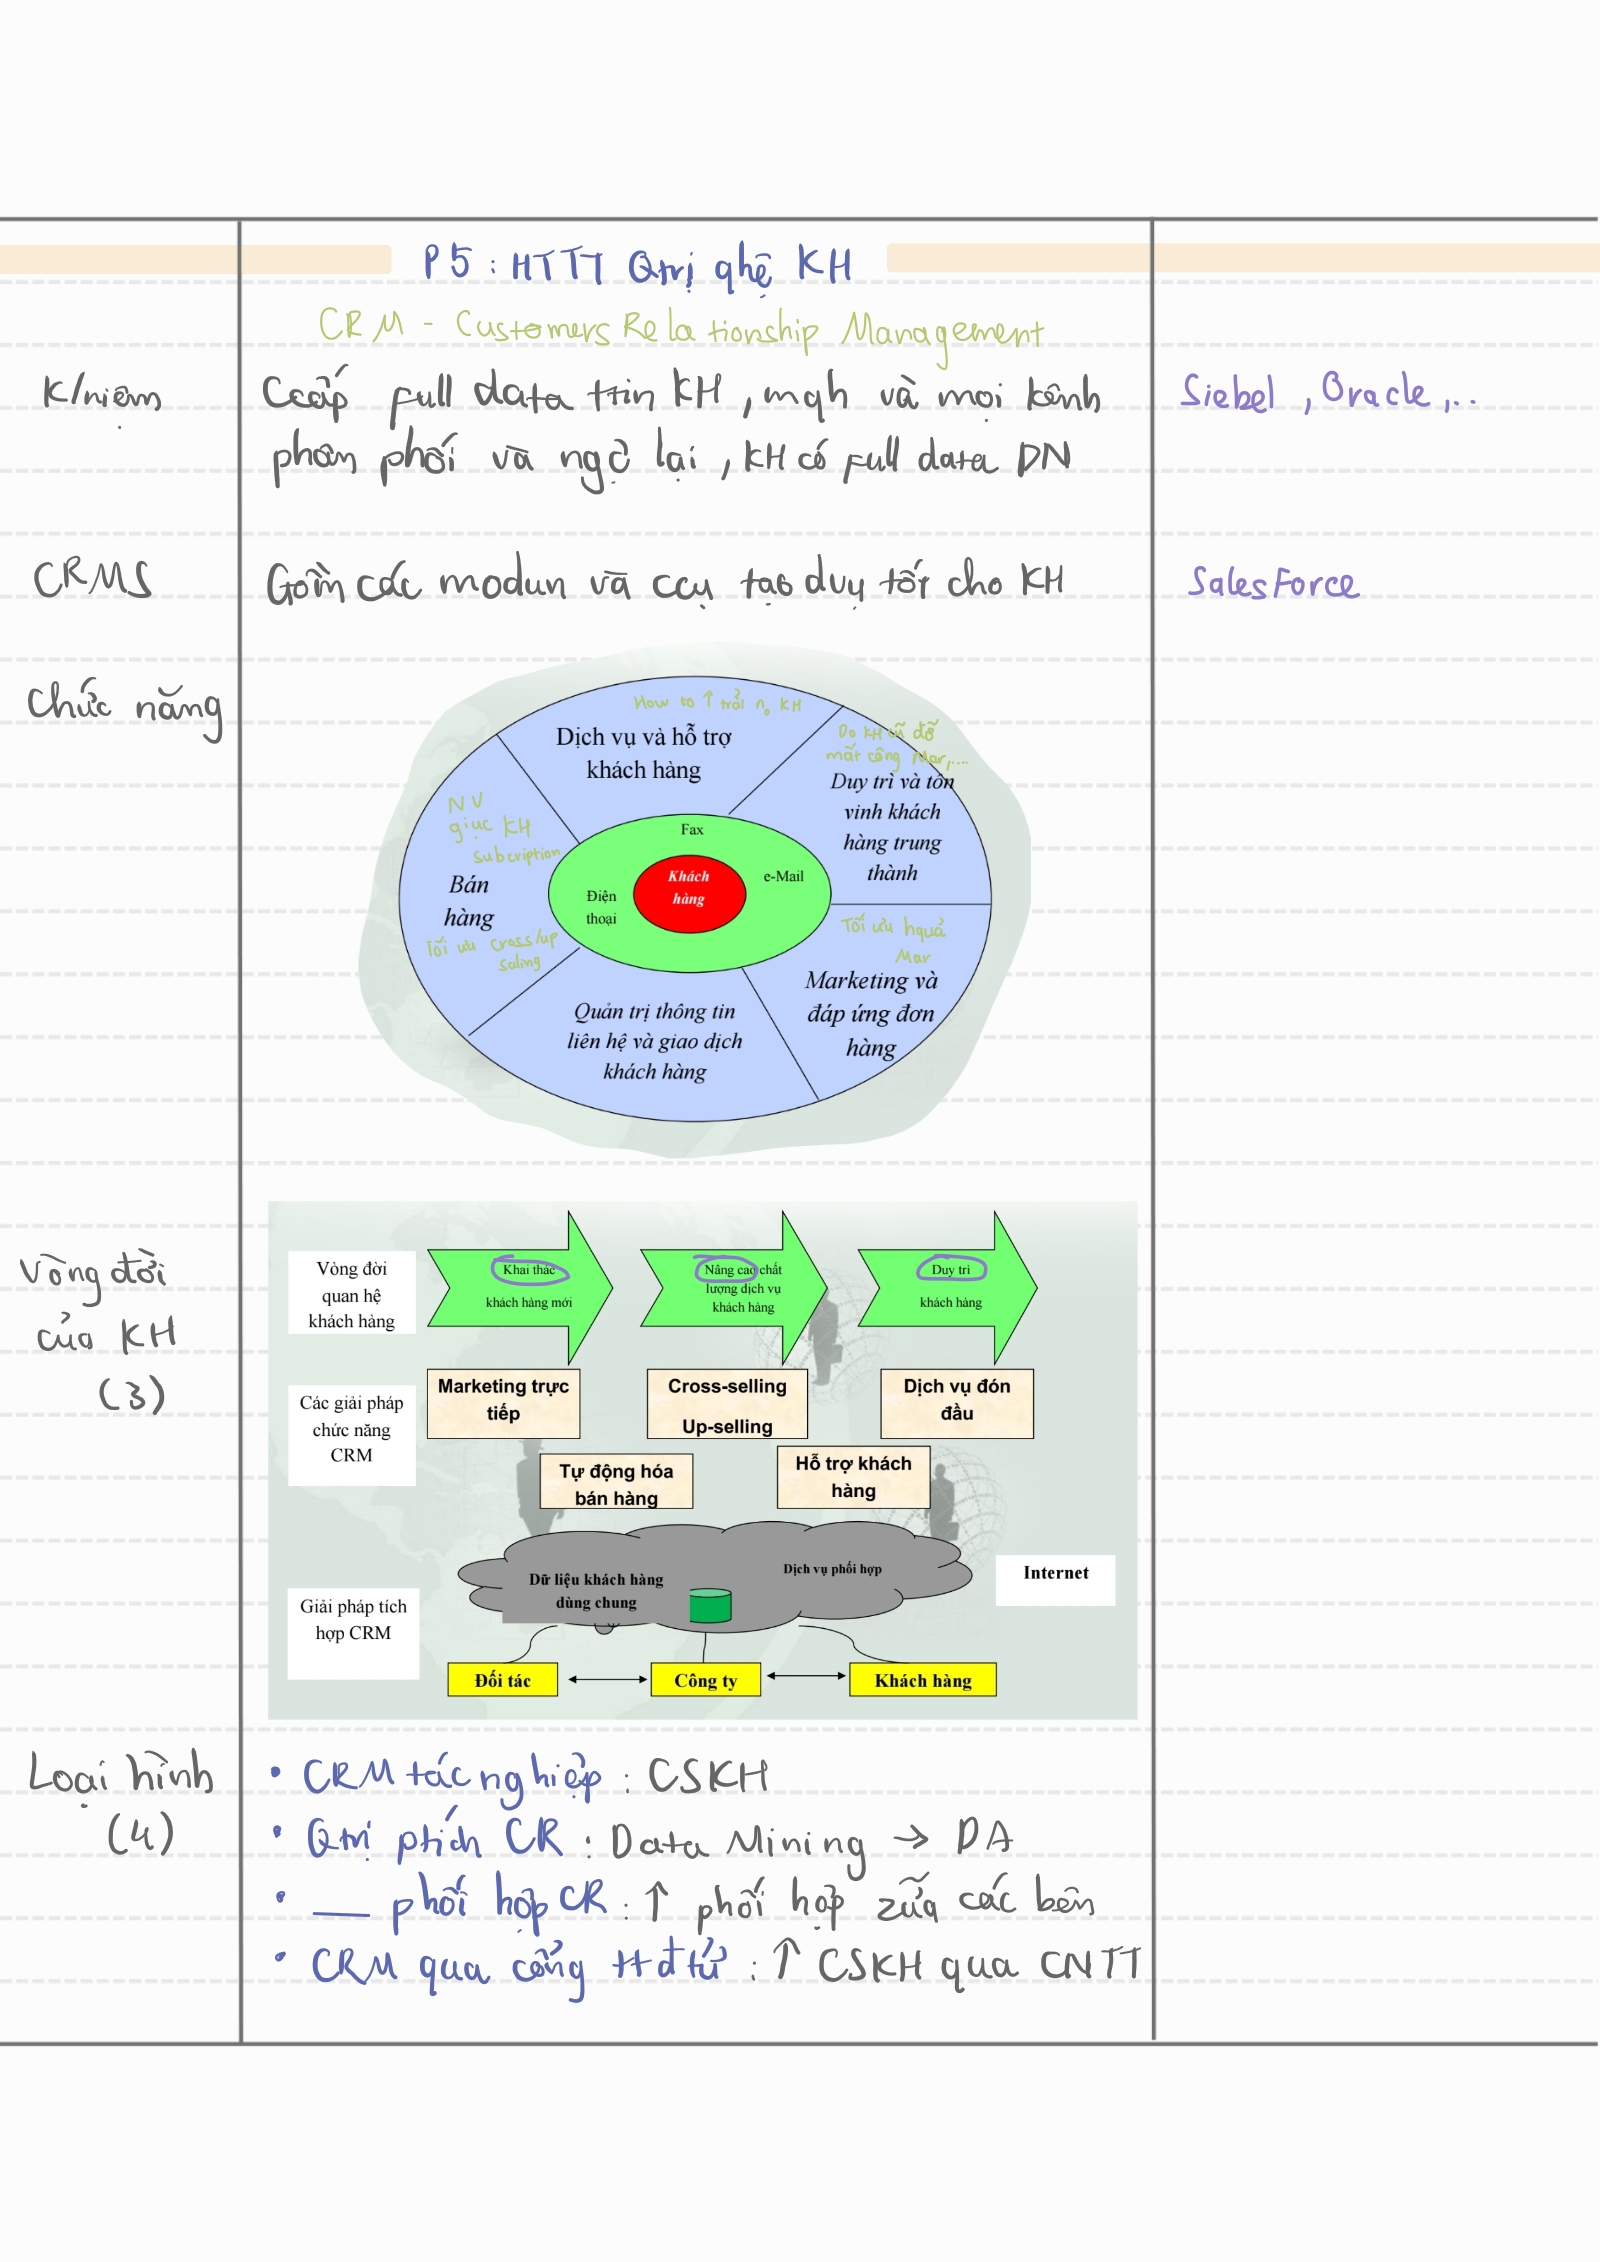 P5 : HTTT Qtrị qhệ KH
CRM - Customers Relationship Management
K/niệm
Ccấp full data ttin KH, mqh và mọi kênh
phân phối và ngc lại, KH có full data DN
Siebel, Oracle,..
CRMS
Gồm các modun và ccụ tạo dvụ tốt cho KH
SalesForce
Chức năng
How to ↑ trải n. KH
Dịch vụ và hỗ trợ
khách hàng
Do KH cũ đỡ
mất công Mar,...
Duy trì và tôn
vinh khách
hàng trung
thành
NV
giục KH
Subcription
Bán
hàng
Tối ưu Cross/up
saling
Fax
e-Mail
Điện
thoại
Khách
hàng
Tối ưu hquả
Mar
Marketing và
đáp ứng đơn
hàng
Quản trị thông tin
liên hệ và giao dịch
khách hàng
Vòng đời
của KH
(3)
Vòng đời
quan hệ
khách hàng
Khai thác
khách hàng mới
Nâng cao chất
lượng dịch vụ
khách hàng
Duy trì
khách hàng
Các giải pháp
chức năng
CRM
Marketing trực
tiếp
Cross-selling
Up-selling
Dịch vụ đón
đầu
Tự động hóa
bán hàng
Hỗ trợ khách
hàng
Dữ liệu khách hàng
dùng chung
Dịch vụ phối hợp
Internet
Giải pháp tích
hợp CRM
Đối tác
Công ty
Khách hàng
Loại hình
(4)
• CRM tác nghiệp : CSKH
• Qtrị ptích CR : Data Mining → DA
• — phối hợp CR : ↑ phối hợp zữa các bên
• CRM qua cổng ttđtử : ↑ CSKH qua CNTT